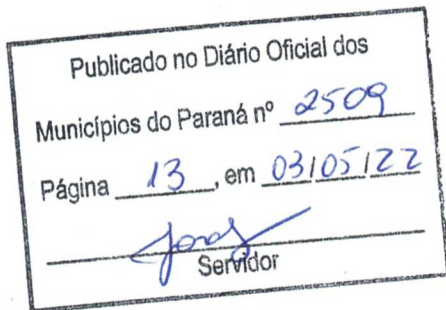 Publicado no Diário Oficial dos
Municípios do Paraná nº 2509
Página 13, em 03/05/22
Servidor